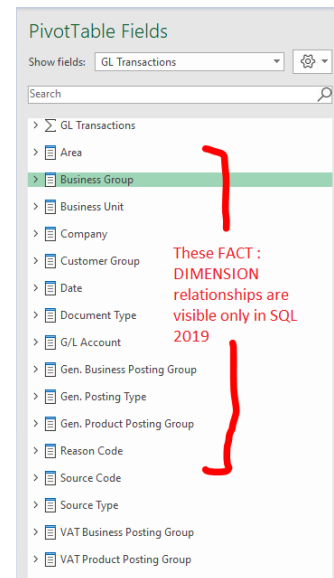 PivotTable Fields
Show fields: GL Transactions
Search
∑ GL Transactions
Area
Business Group
Business Unit
Company
Customer Group
Date
Document Type
G/L Account
Gen. Business Posting Group
Gen. Posting Type
Gen. Product Posting Group
Reason Code
Source Code
Source Type
VAT Business Posting Group
VAT Product Posting Group
These FACT :
DIMENSION
relationships are
visible only in SQL
2019